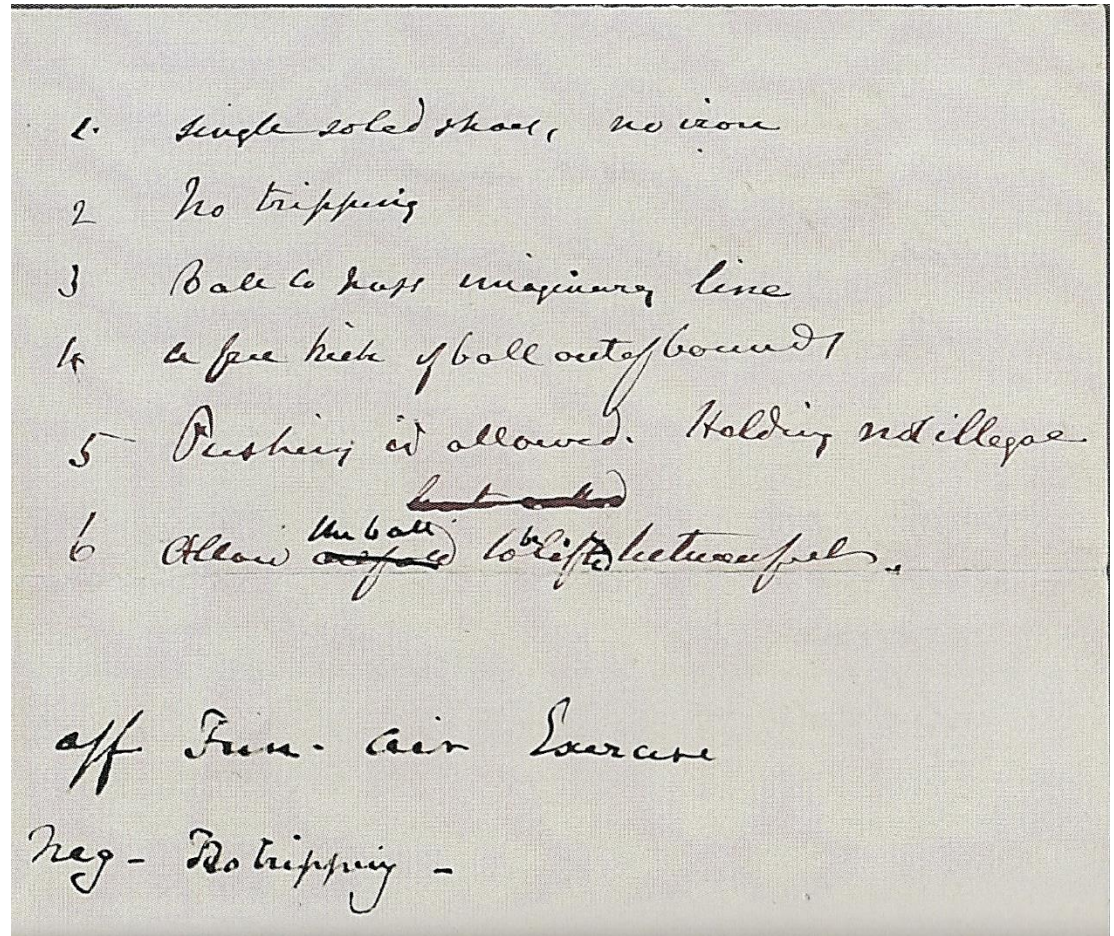 1. single soled shoes, no iron
2 No tripping
3 Ball to pass imaginary line
4 a free kick if ball out of bounds
5 Pushing is allowed. Holding not illegal
6 Allow the ball to be lifted between fields.
aff Fun. air Exercise
Neg - No tripping -